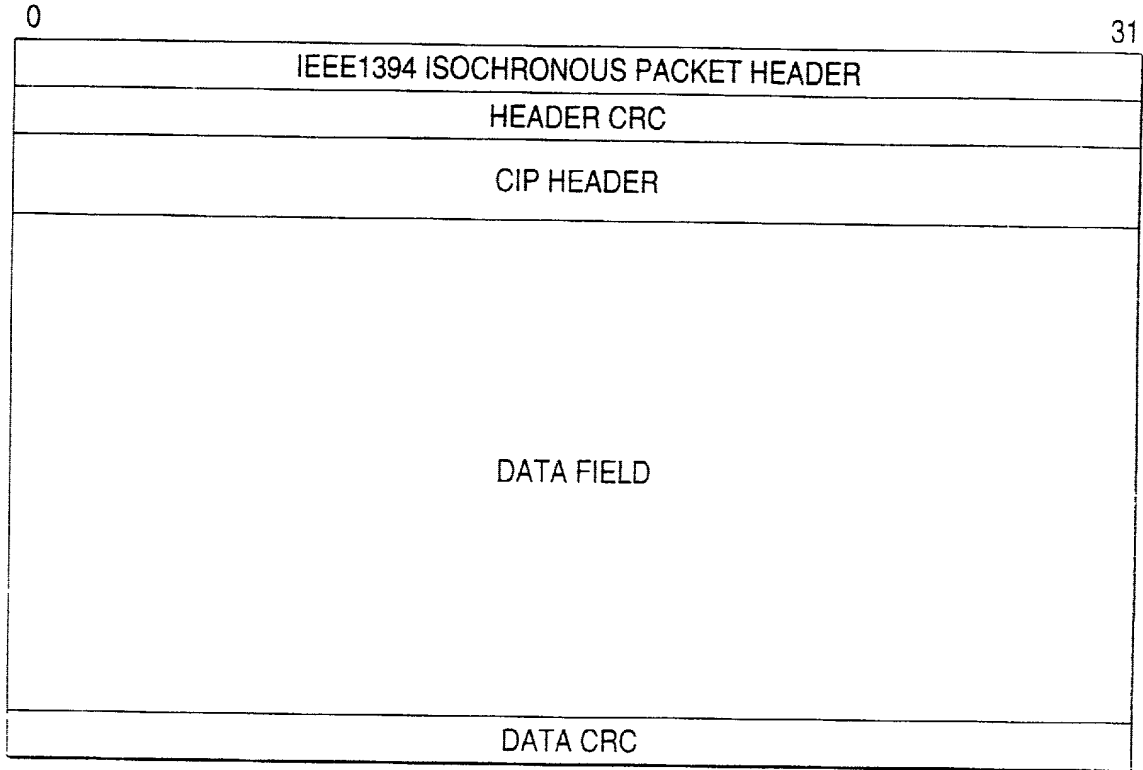 0 31
IEEE1394 ISOCHRONOUS PACKET HEADER
HEADER CRC
CIP HEADER
DATA FIELD
DATA CRC